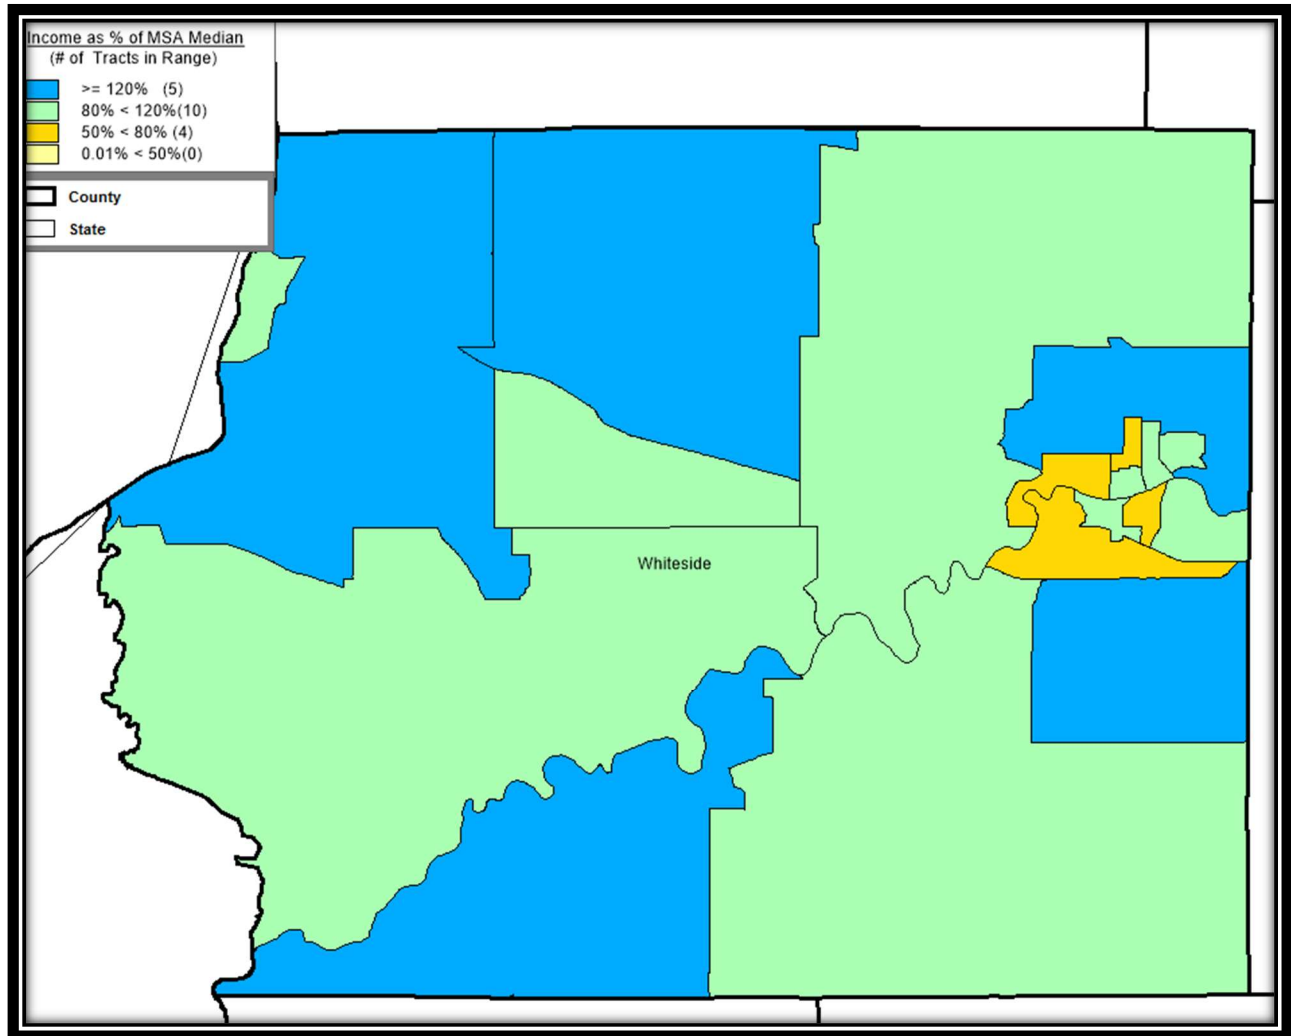 Income as % of MSA Median
(# of Tracts in Range)
>= 120% (5)
80% < 120%(10)
50% < 80% (4)
0.01% < 50%(0)
County
State
Whiteside